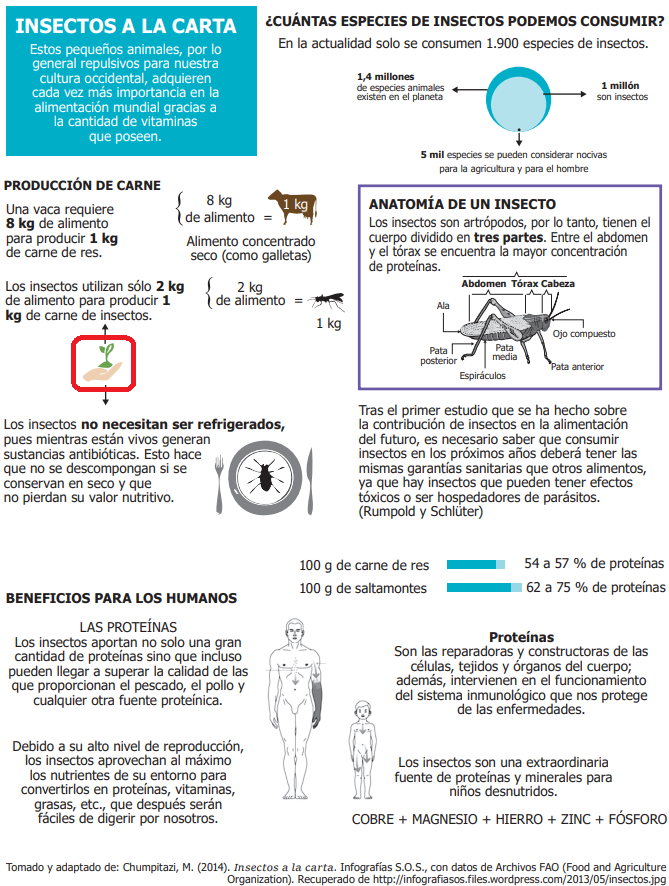 INSECTOS A LA CARTA
Estos pequeños animales, por lo
general repulsivos para nuestra
cultura occidental, adquieren
cada vez más importancia en la
alimentación mundial gracias a
la cantidad de vitaminas
que poseen.
¿CUÁNTAS ESPECIES DE INSECTOS PODEMOS CONSUMIR?
En la actualidad solo se consumen 1.900 especies de insectos.
1,4 millones
de especies animales
existen en el planeta
1 millón
son insectos
5 mil especies se pueden considerar nocivas
para la agricultura y para el hombre
PRODUCCIÓN DE CARNE
Una vaca requiere
8 kg de alimento
para producir 1 kg
de carne de res.
8 kg
de alimento =
1 kg
Alimento concentrado
seco (como galletas)
Los insectos utilizan sólo 2 kg
de alimento para producir 1
kg de carne de insectos.
2 kg
de alimento =
1 kg
Los insectos no necesitan ser refrigerados,
pues mientras están vivos generan
sustancias antibióticas. Esto hace
que no se descompongan si se
conservan en seco y que
no pierdan su valor nutritivo.
ANATOMÍA DE UN INSECTO
Los insectos son artrópodos, por lo tanto, tienen el
cuerpo dividido en tres partes. Entre el abdomen
y el tórax se encuentra la mayor concentración
de proteínas.
Abdomen Tórax Cabeza
Ala
Ojo compuesto
Pata
posterior
Pata
media
Pata anterior
Espiráculos
Tras el primer estudio que se ha hecho sobre
la contribución de insectos en la alimentación
del futuro, es necesario saber que consumir
insectos en los próximos años deberá tener las
mismas garantías sanitarias que otros alimentos,
ya que hay insectos que pueden tener efectos
tóxicos o ser hospedadores de parásitos.
(Rumpold y Schlüter)
100 g de carne de res 54 a 57 % de proteínas
100 g de saltamontes 62 a 75 % de proteínas
BENEFICIOS PARA LOS HUMANOS
LAS PROTEÍNAS
Los insectos aportan no solo una gran
cantidad de proteínas sino que incluso
pueden llegar a superar la calidad de las
que proporcionan el pescado, el pollo y
cualquier otra fuente proteínica.
Debido a su alto nivel de reproducción,
los insectos aprovechan al máximo
los nutrientes de su entorno para
convertirlos en proteínas, vitaminas,
grasas, etc., que después serán
fáciles de digerir por nosotros.
Proteínas
Son las reparadoras y constructoras de las
células, tejidos y órganos del cuerpo;
además, intervienen en el funcionamiento
del sistema inmunológico que nos protege
de las enfermedades.
Los insectos son una extraordinaria
fuente de proteínas y minerales para
niños desnutridos.
COBRE + MAGNESIO + HIERRO + ZINC + FÓSFORO
Tomado y adaptado de: Chumpitazi, M. (2014). Insectos a la carta. Infografías S.O.S., con datos de Archivos FAO (Food and Agriculture
Organization). Recuperado de http://infografiasos.files.wordpress.com/2013/05/insectos.jpg